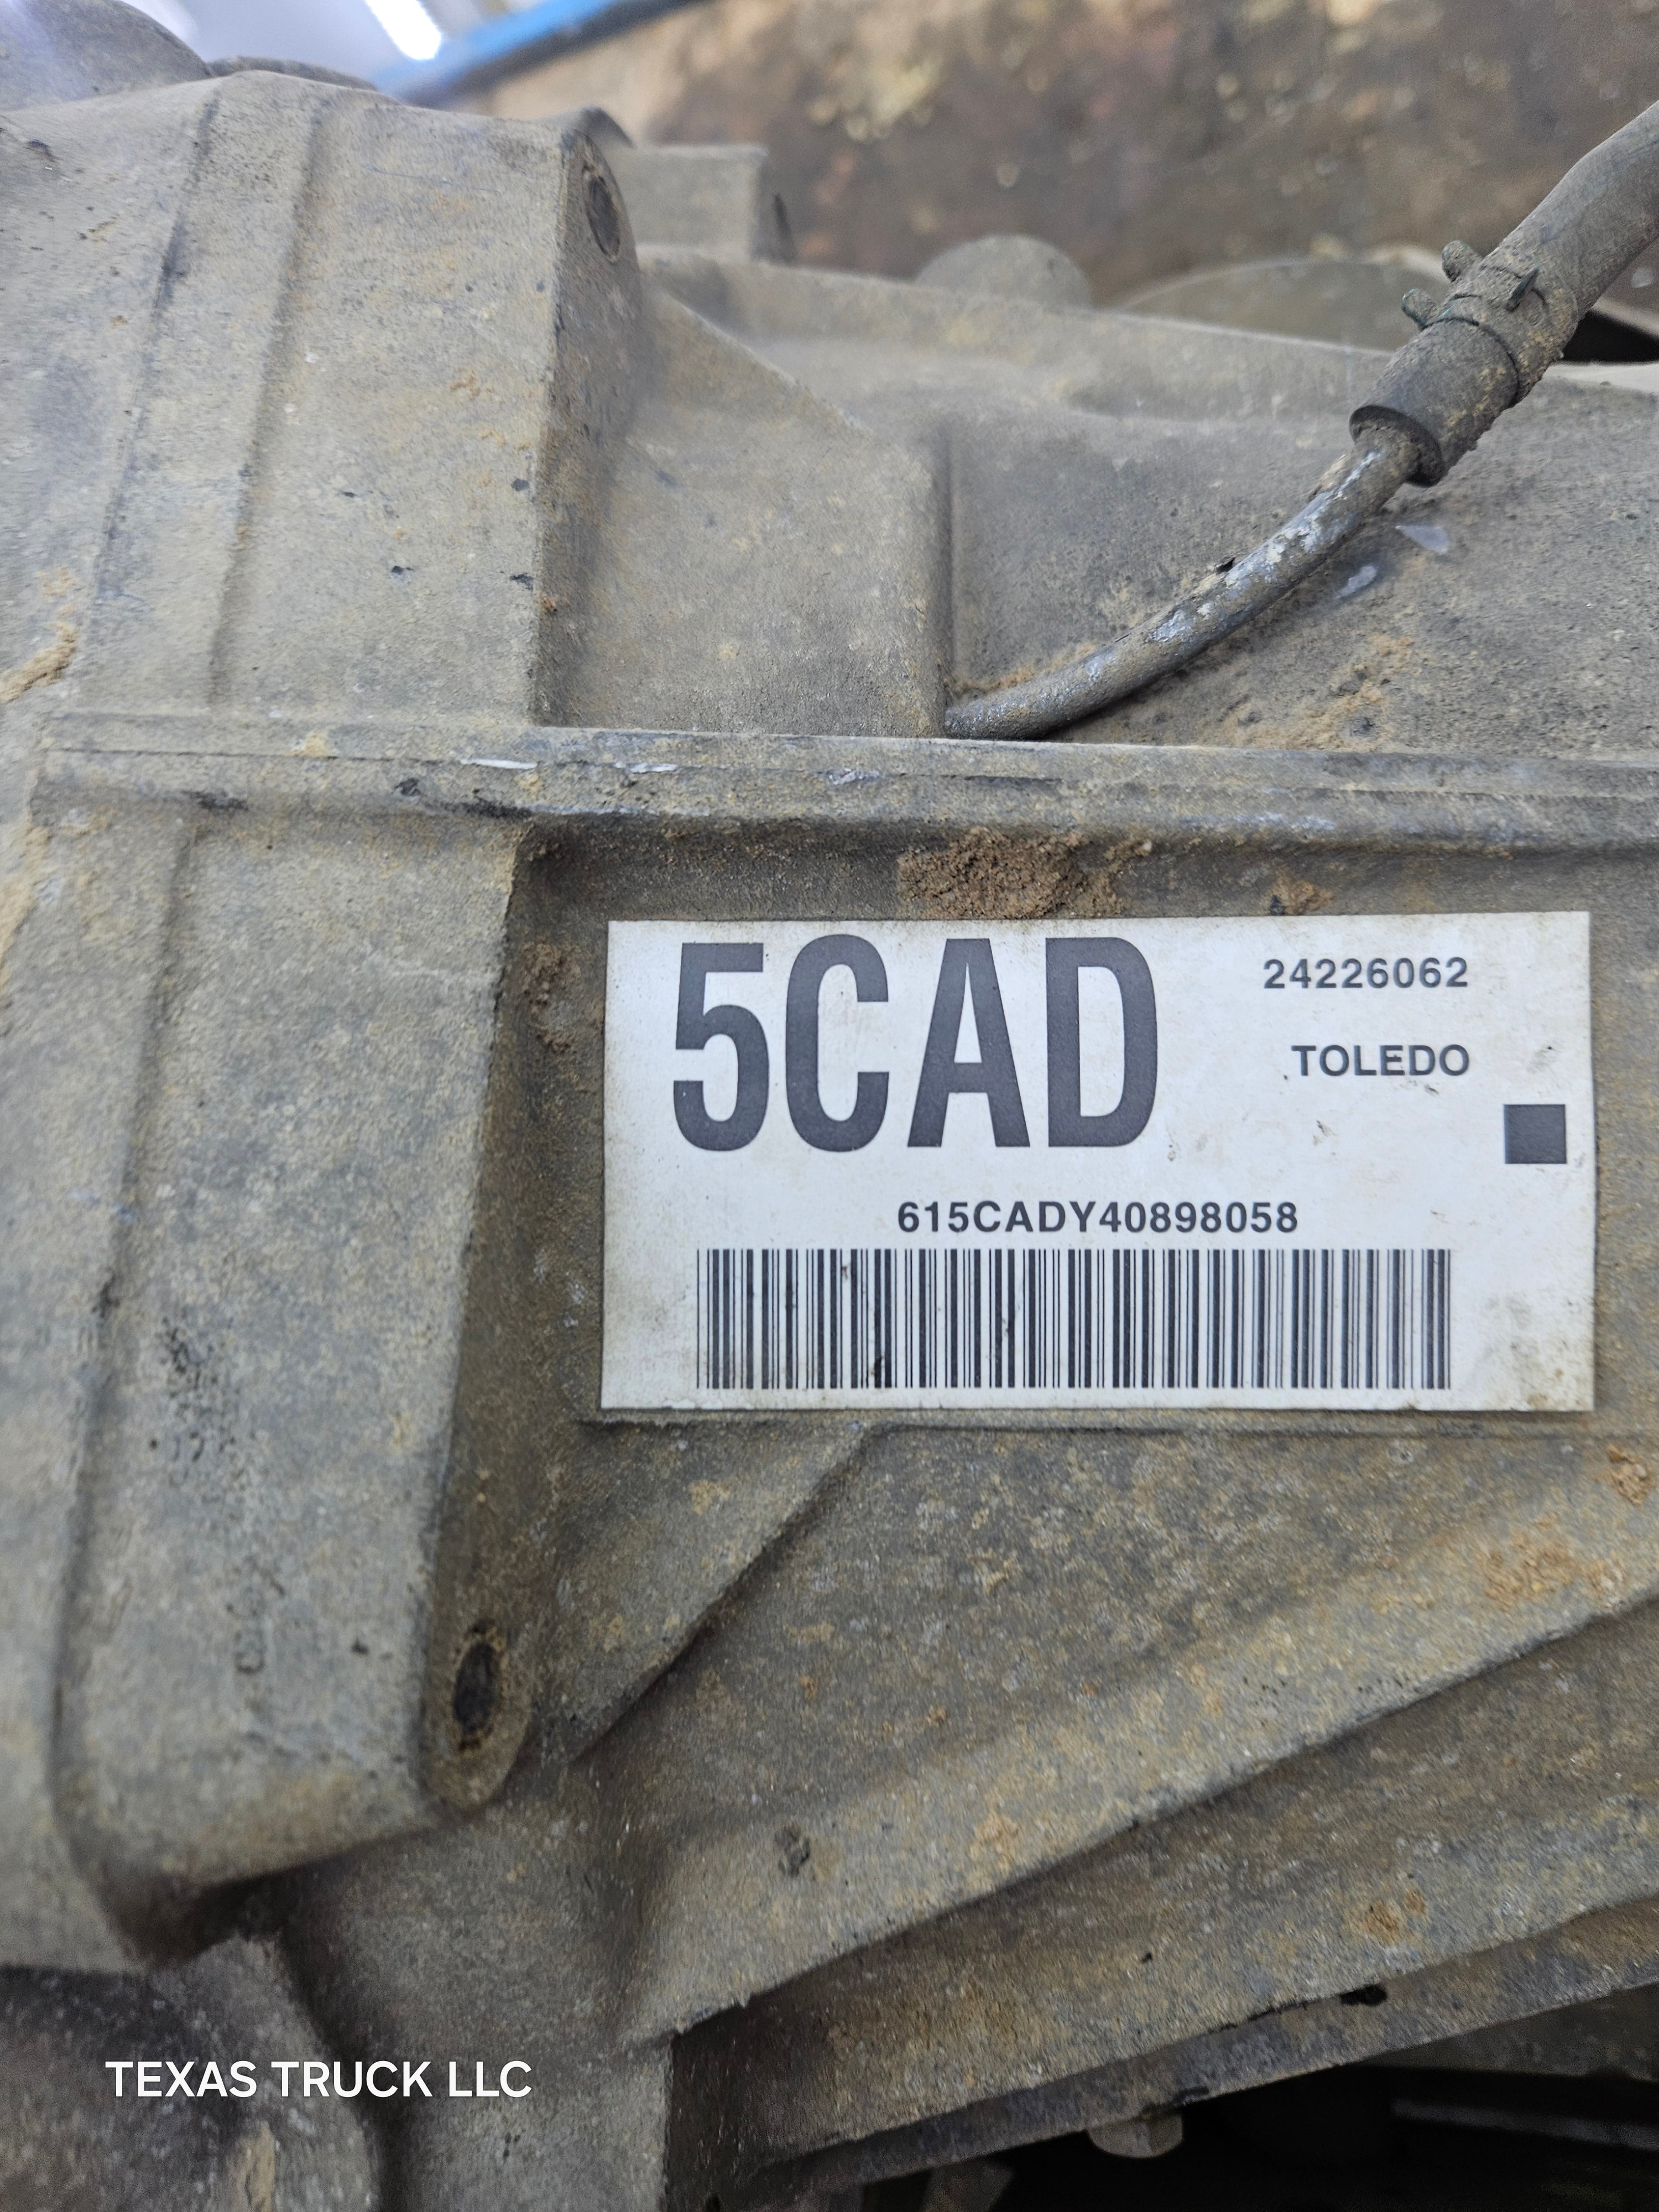 5CAD
24226062
TOLEDO
615CADY40898058
TEXAS TRUCK LLC